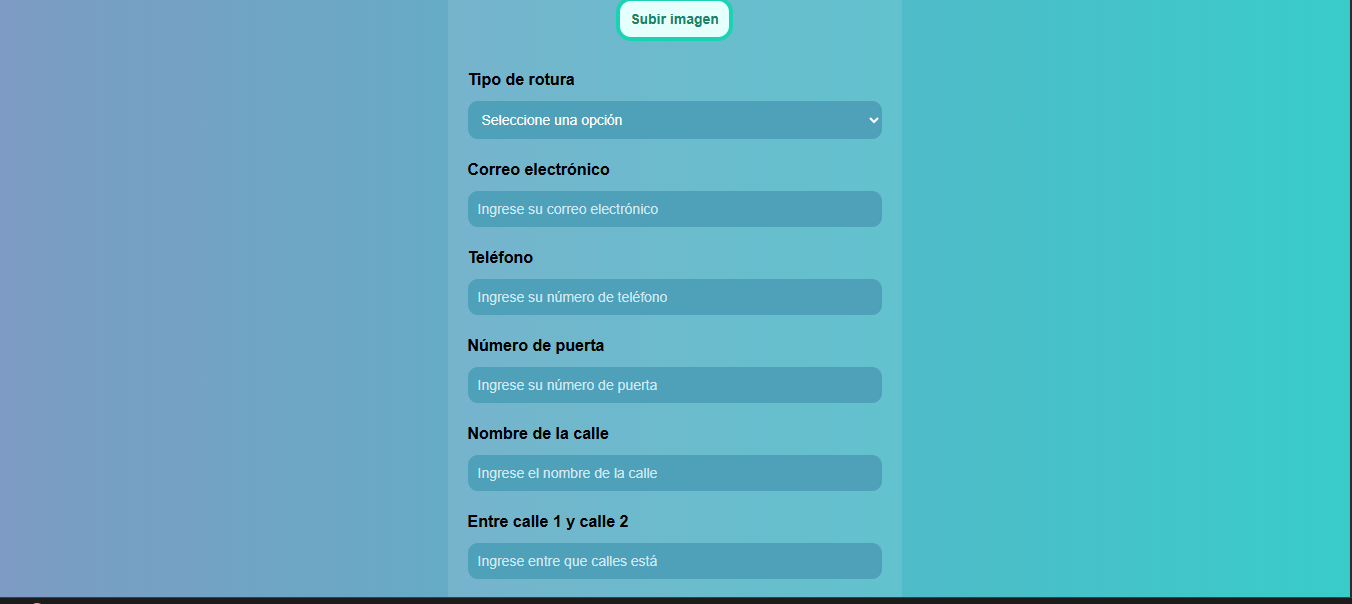 Subir imagen
Tipo de rotura
Seleccione una opción
Correo electrónico
Ingrese su correo electrónico
Teléfono
Ingrese su número de teléfono
Número de puerta
Ingrese su número de puerta
Nombre de la calle
Ingrese el nombre de la calle
Entre calle 1 y calle 2
Ingrese entre que calles está